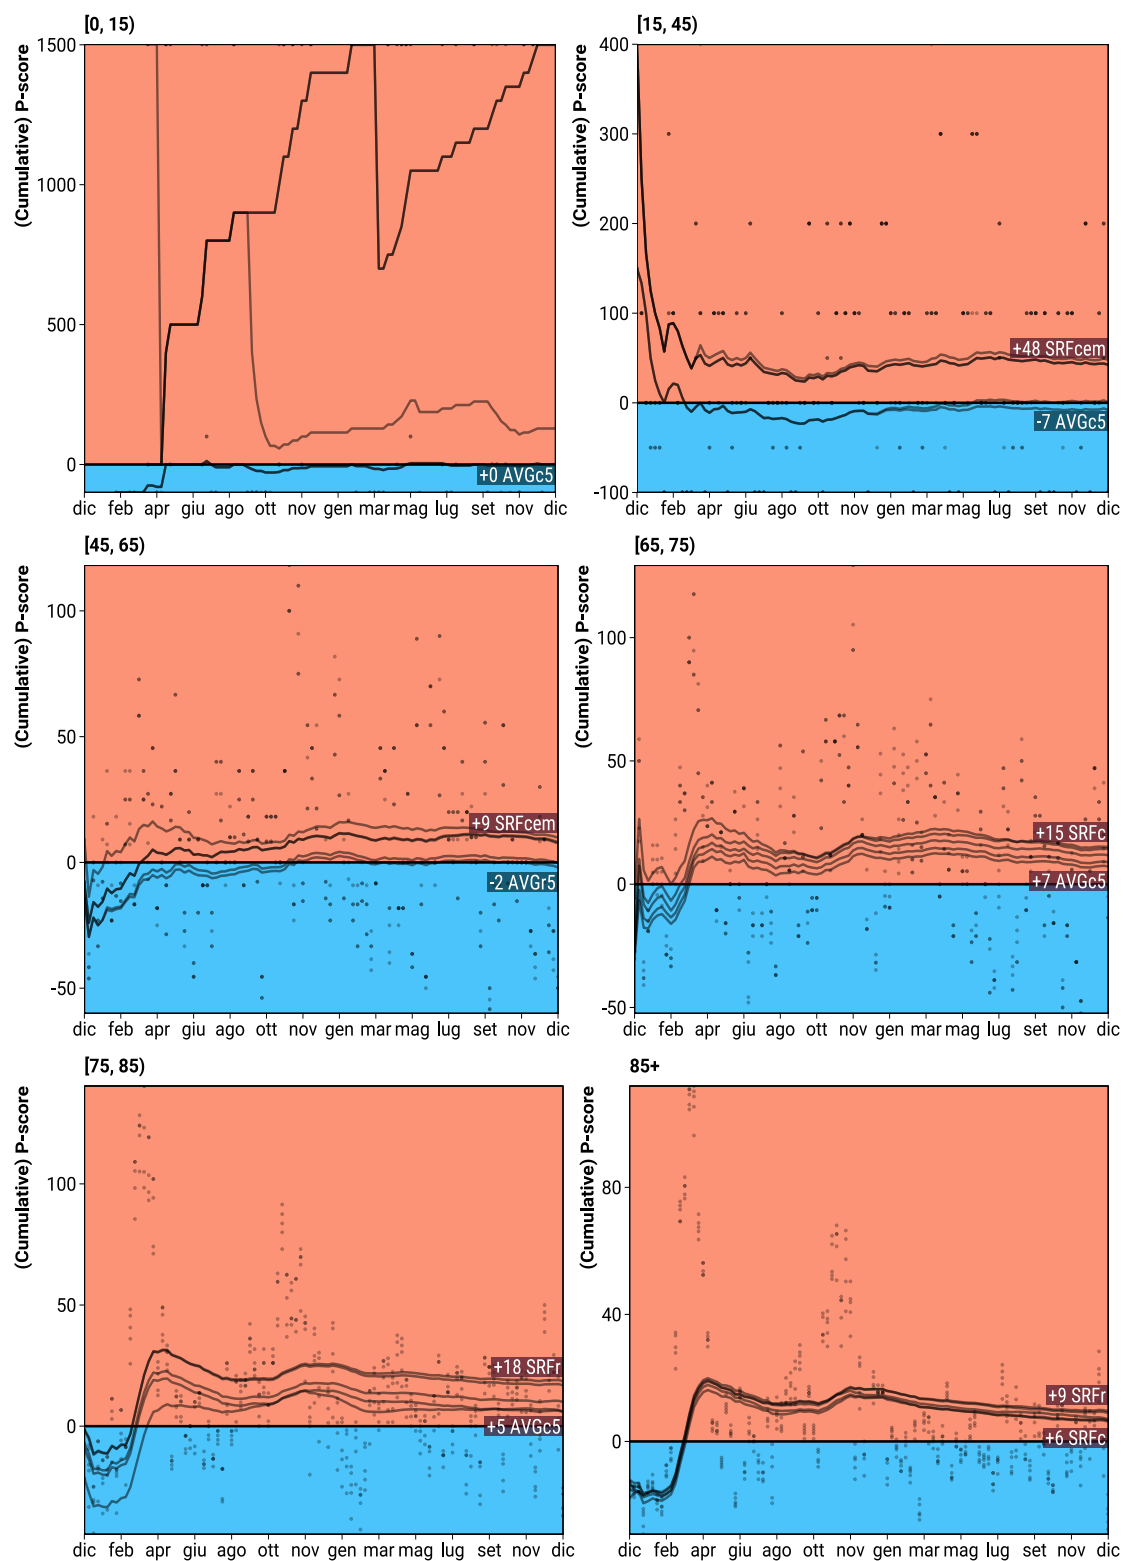 [0, 15)
(Cumulative) P-score
1500
1000
500
0
+0 AVGc5
dic feb apr giu ago ott nov gen mar mag lug set nov dic
[15, 45)
(Cumulative) P-score
400
300
200
100
0
-100
+48 SRFcem
-7 AVGc5
dic feb apr giu ago ott nov gen mar mag lug set nov dic
[45, 65)
(Cumulative) P-score
100
50
0
-50
+9 SRFcem
-2 AVGr5
dic feb apr giu ago ott nov gen mar mag lug set nov dic
[65, 75)
(Cumulative) P-score
100
50
0
-50
+15 SRFc
+7 AVGc5
dic feb apr giu ago ott nov gen mar mag lug set nov dic
[75, 85)
(Cumulative) P-score
100
50
0
+18 SRFr
+5 AVGc5
dic feb apr giu ago ott nov gen mar mag lug set nov dic
85+
(Cumulative) P-score
80
40
0
+9 SRFr
+6 SRFc
dic feb apr giu ago ott nov gen mar mag lug set nov dic